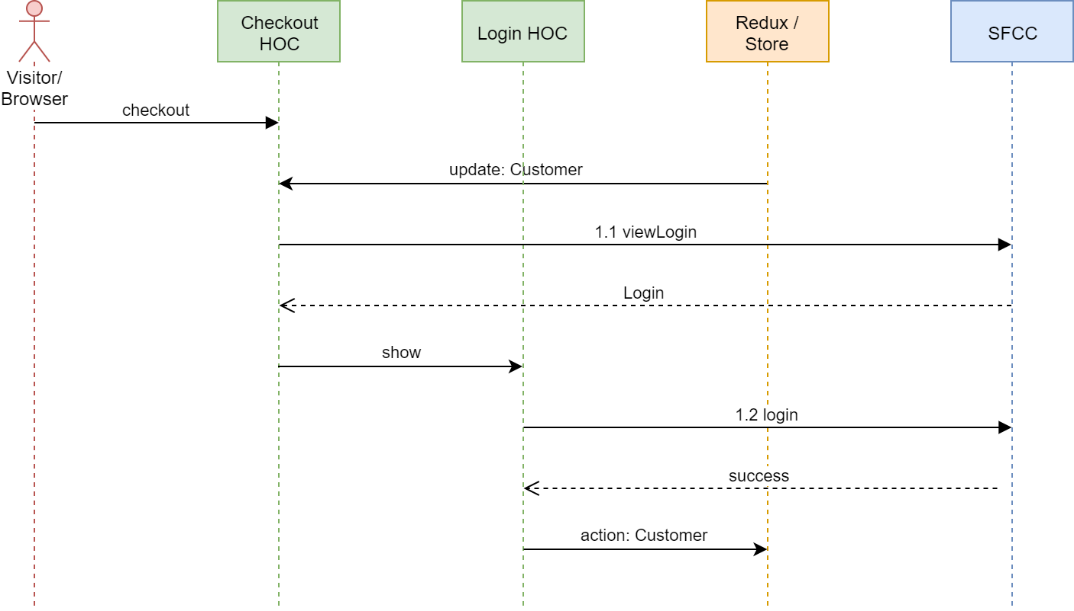 Checkout
HOC
Login HOC
Redux /
Store
SFCC
Visitor/
Browser
checkout
update: Customer
1.1 viewLogin
Login
show
1.2 login
success
action: Customer